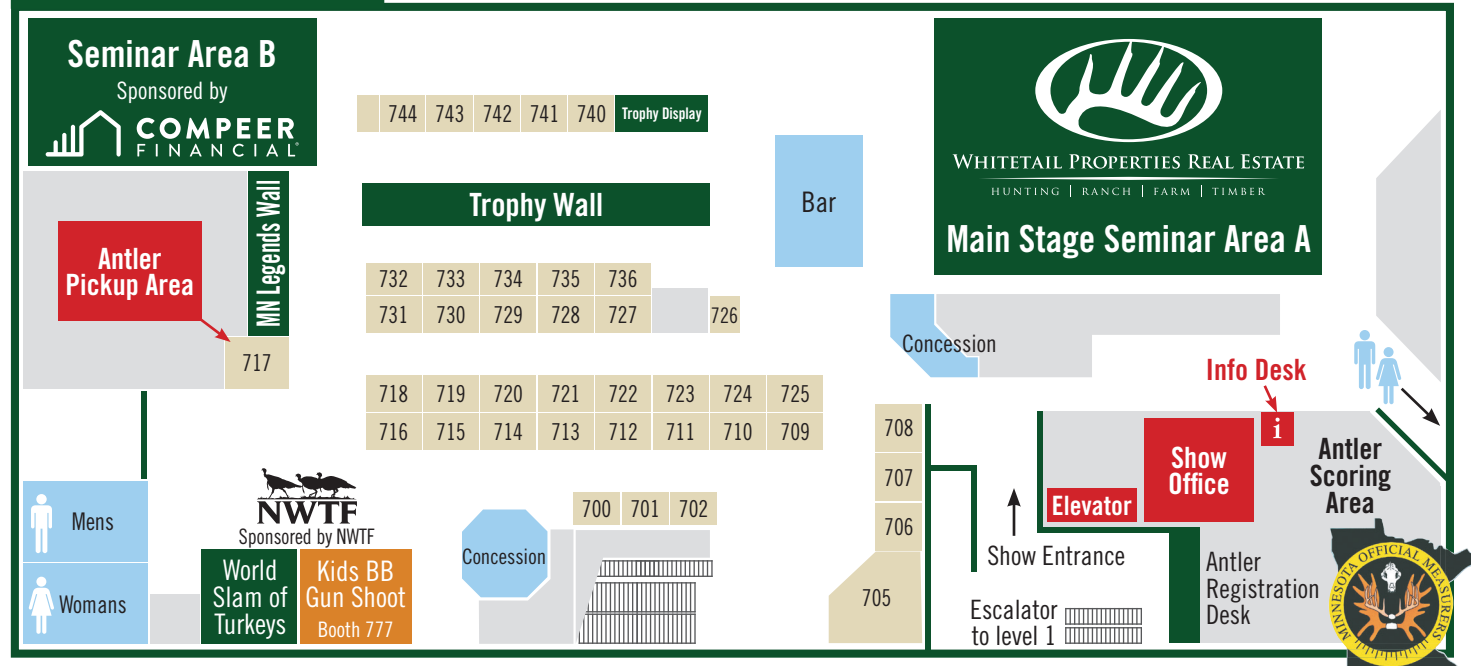 Seminar Area B
Sponsored by
COMPEER
FINANCIAL®
744 743 742 741 740 Trophy Display
Trophy Wall
Bar
WHITETAIL PROPERTIES REAL ESTATE
HUNTING | RANCH | FARM | TIMBER
Main Stage Seminar Area A
Antler
Pickup Area
MN Legends Wall
717
732 733 734 735 736
731 730 729 728 727 726
718 719 720 721 722 723 724 725
716 715 714 713 712 711 710 709
Concession
Info Desk
i
708
707
706
705
Show
Office
Elevator
Antler
Scoring
Area
Show Entrance
Mens
Womans
NWTF
Sponsored by NWTF
World
Slam of
Turkeys
Kids BB
Gun Shoot
Booth 777
Concession
700 701 702
Escalator
to level 1
Antler
Registration
Desk
MINNESOTA OFFICIAL MEASURERS